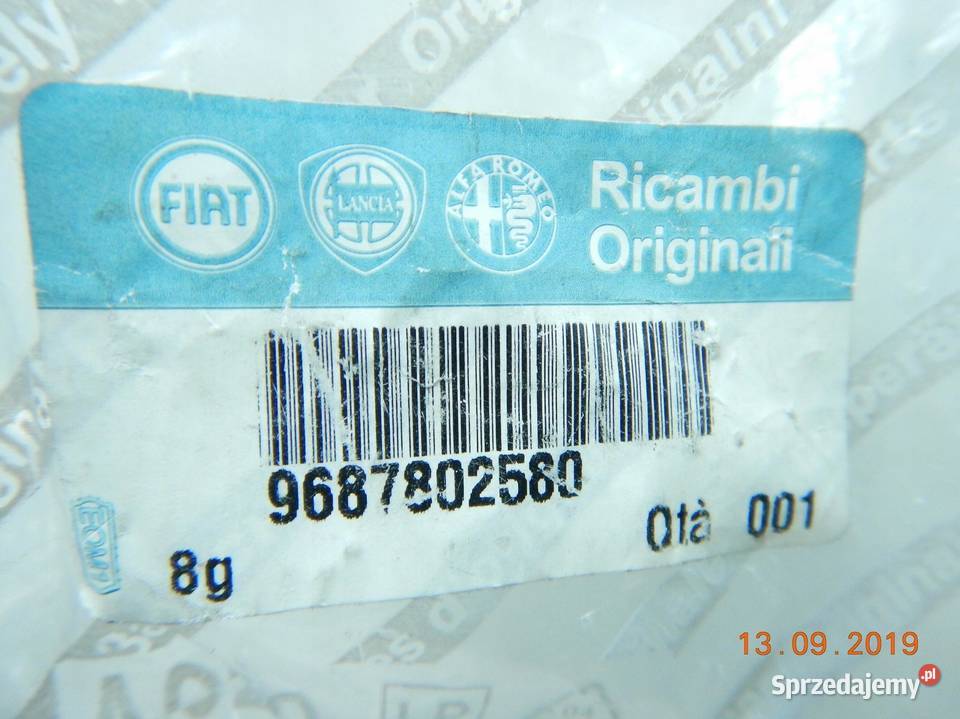 FIAT
LANCIA
ALFA ROMEO
Ricambi
Originali
9687802580
8g
Qtà 001
13.09.2019
Sprzedajemy.pl